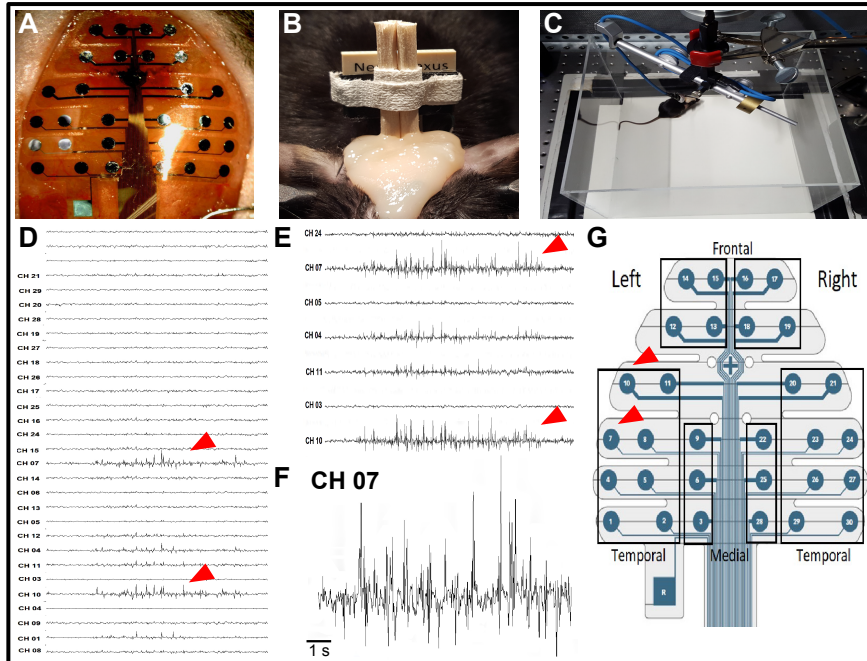 A
B
C
D
CH 21
CH 29
CH 20
CH 28
CH 19
CH 27
CH 18
CH 26
CH 17
CH 25
CH 16
CH 24
CH 15
CH 07
CH 14
CH 06
CH 13
CH 05
CH 12
CH 04
CH 11
CH 03
CH 10
CH 04
CH 09
CH 01
CH 08
E
CH 24
CH 07
CH 05
CH 04
CH 11
CH 03
CH 10
F CH 07
1 s
G
Frontal
Left Right
14 15 16 17
12 13 18 19
10 11 20 21
7 8 9 22 23 24
4 5 6 25 26 27
1 2 3 28 29 30
Temporal Medial Temporal
R